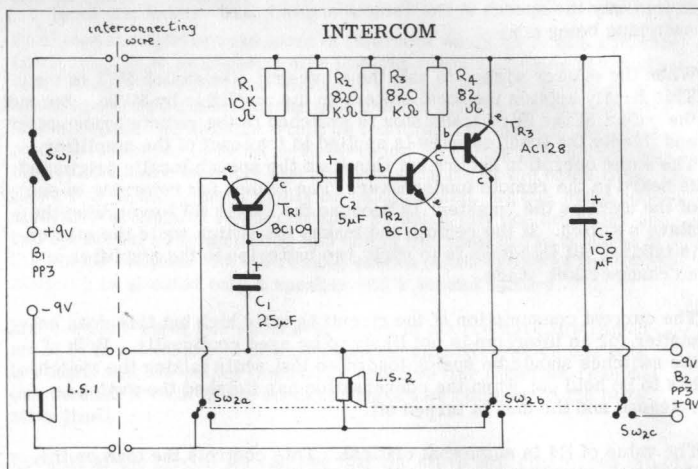 INTERCOM
interconnecting
wire
R1
10K
Ω
R2
820
KΩ
R3
820
KΩ
R4
82
Ω
e
TR3
AC128
b
c
Sw1
+
b
c
e
c
C2
5µF
TR1
BC109
b
TR2
BC109
e
+9v
B1
PP3
+
C3
100
µF
+
C1
25µF
-9v
-9v
B2
PP3
+9v
L.S.1
L.S.2
Sw2a
Sw2b
Sw2c